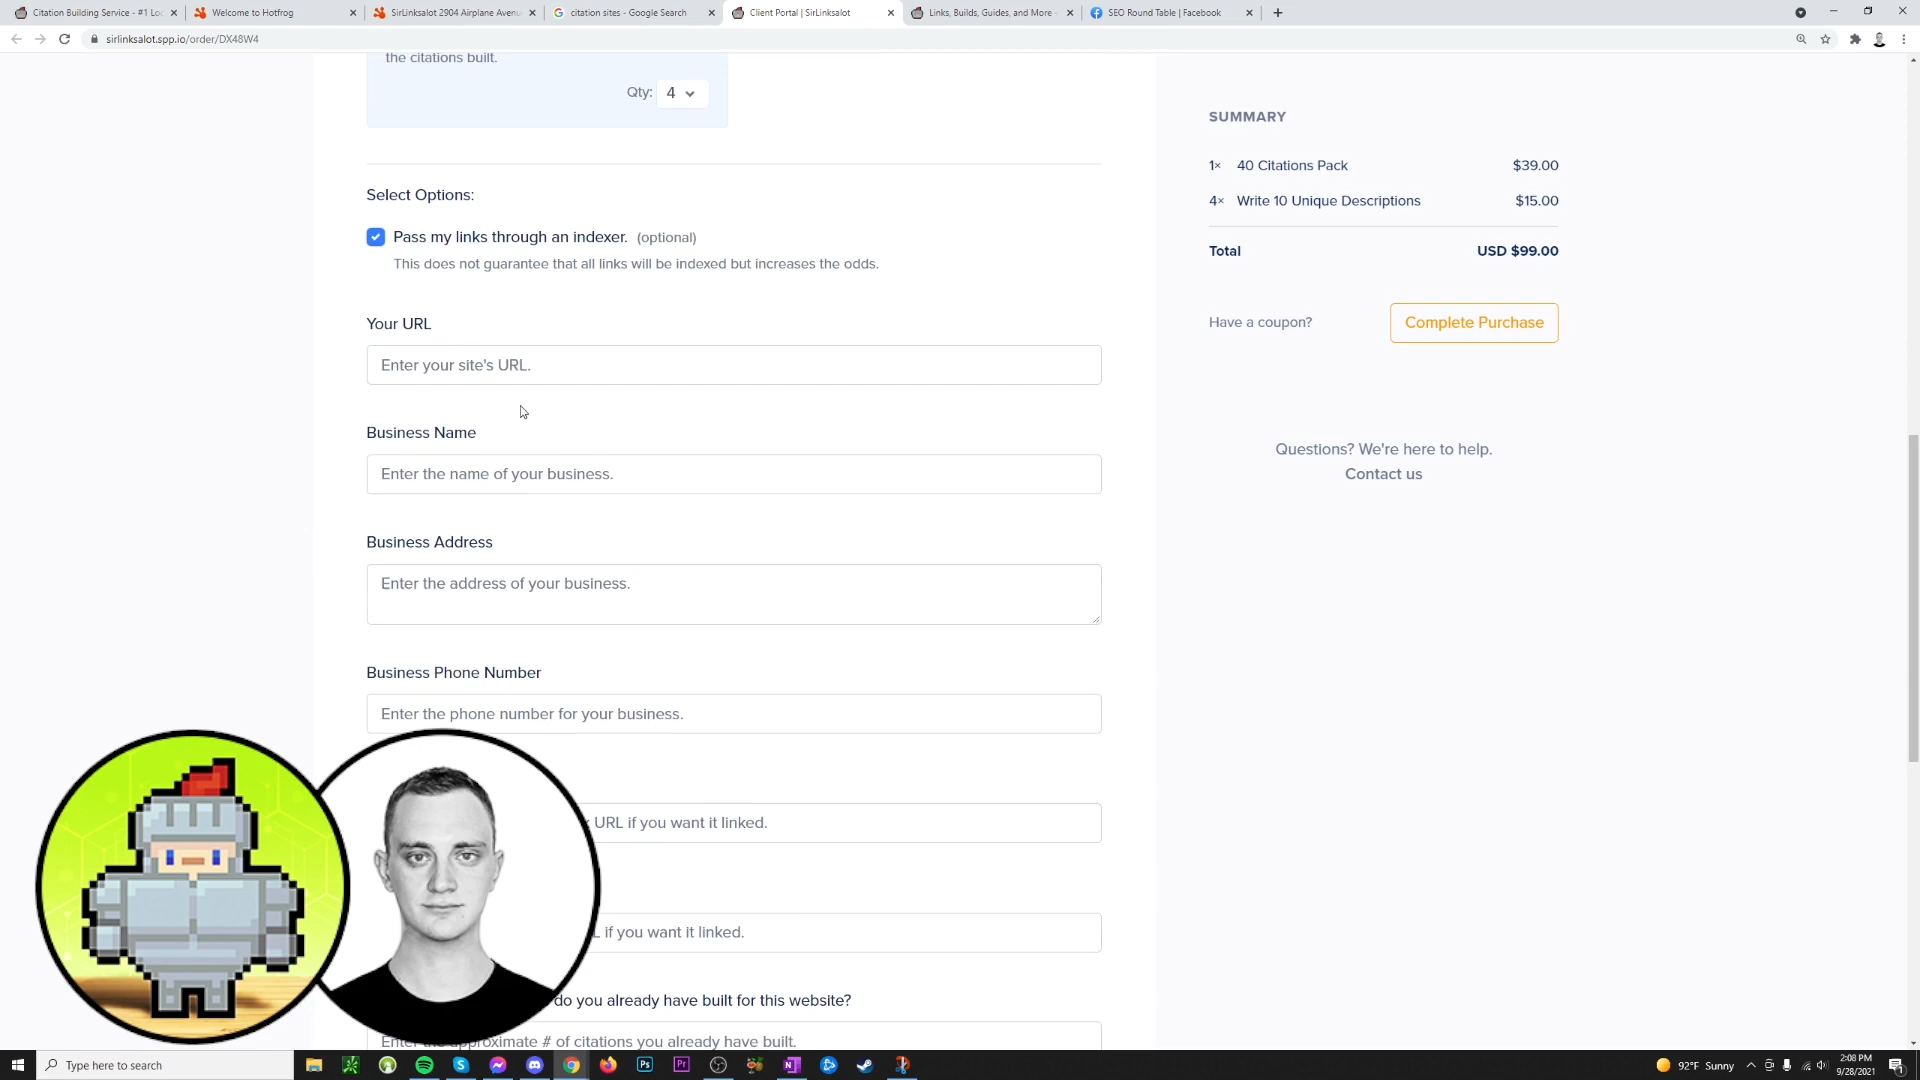 Citation Building Service - #1 Loc
Welcome to Hotfrog
SirLinksalot 2904 Airplane Avenu
citation sites - Google Search
Client Portal | SirLinksalot
Links, Builds, Guides, and More -
SEO Round Table | Facebook
sirlinksalot.spp.io/order/DX48W4
the citations built.
Qty: 4
SUMMARY
1× 40 Citations Pack $39.00
4× Write 10 Unique Descriptions $15.00
Total USD $99.00
Have a coupon? Complete Purchase
Questions? We're here to help.
Contact us
Select Options:
Pass my links through an indexer. (optional)
This does not guarantee that all links will be indexed but increases the odds.
Your URL
Enter your site's URL.
Business Name
Enter the name of your business.
Business Address
Enter the address of your business.
Business Phone Number
Enter the phone number for your business.
URL if you want it linked.
if you want it linked.
do you already have built for this website?
Enter the approximate # of citations you already have built.
Type here to search
Ps
Pr
N
92°F Sunny
2:08 PM
9/28/2021
1